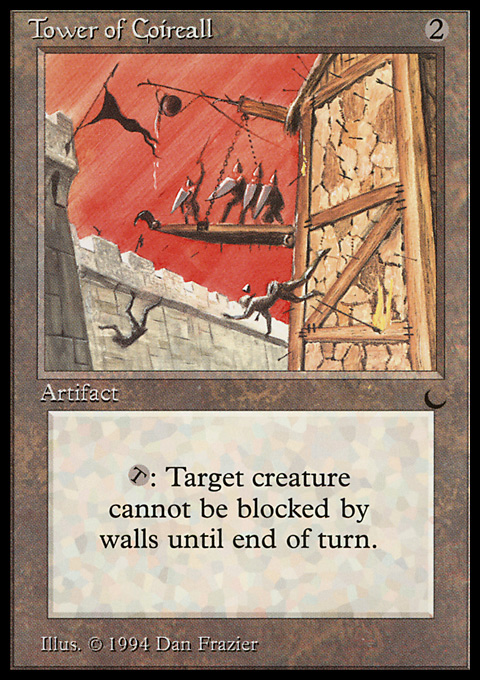 Tower of Coireall 2
Artifact
T: Target creature
cannot be blocked by
walls until end of turn.
Illus. © 1994 Dan Frazier